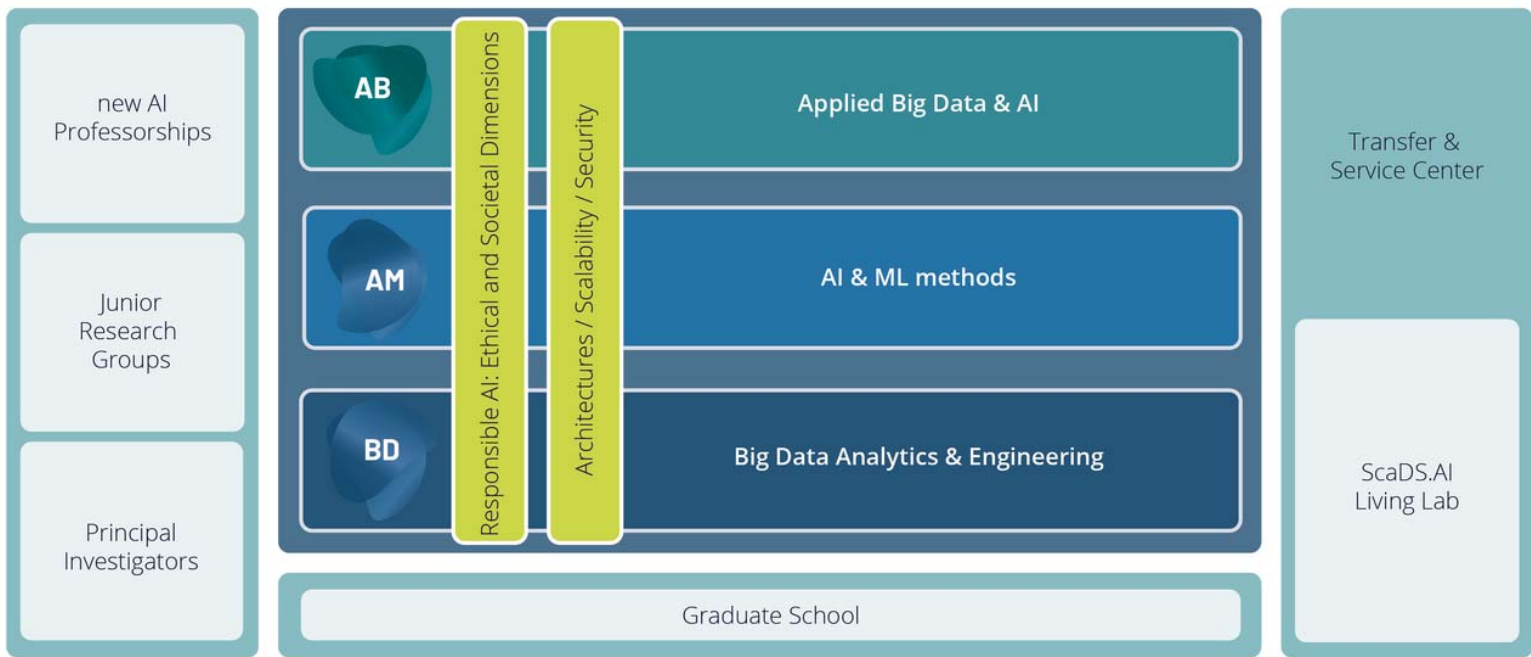 new AI
Professorships
Junior
Research
Groups
Principal
Investigators
AB
Applied Big Data & AI
AM
AI & ML methods
BD
Big Data Analytics & Engineering
Responsible AI: Ethical and Societal Dimensions
Architectures / Scalability / Security
Graduate School
Transfer &
Service Center
ScaDS.AI
Living Lab